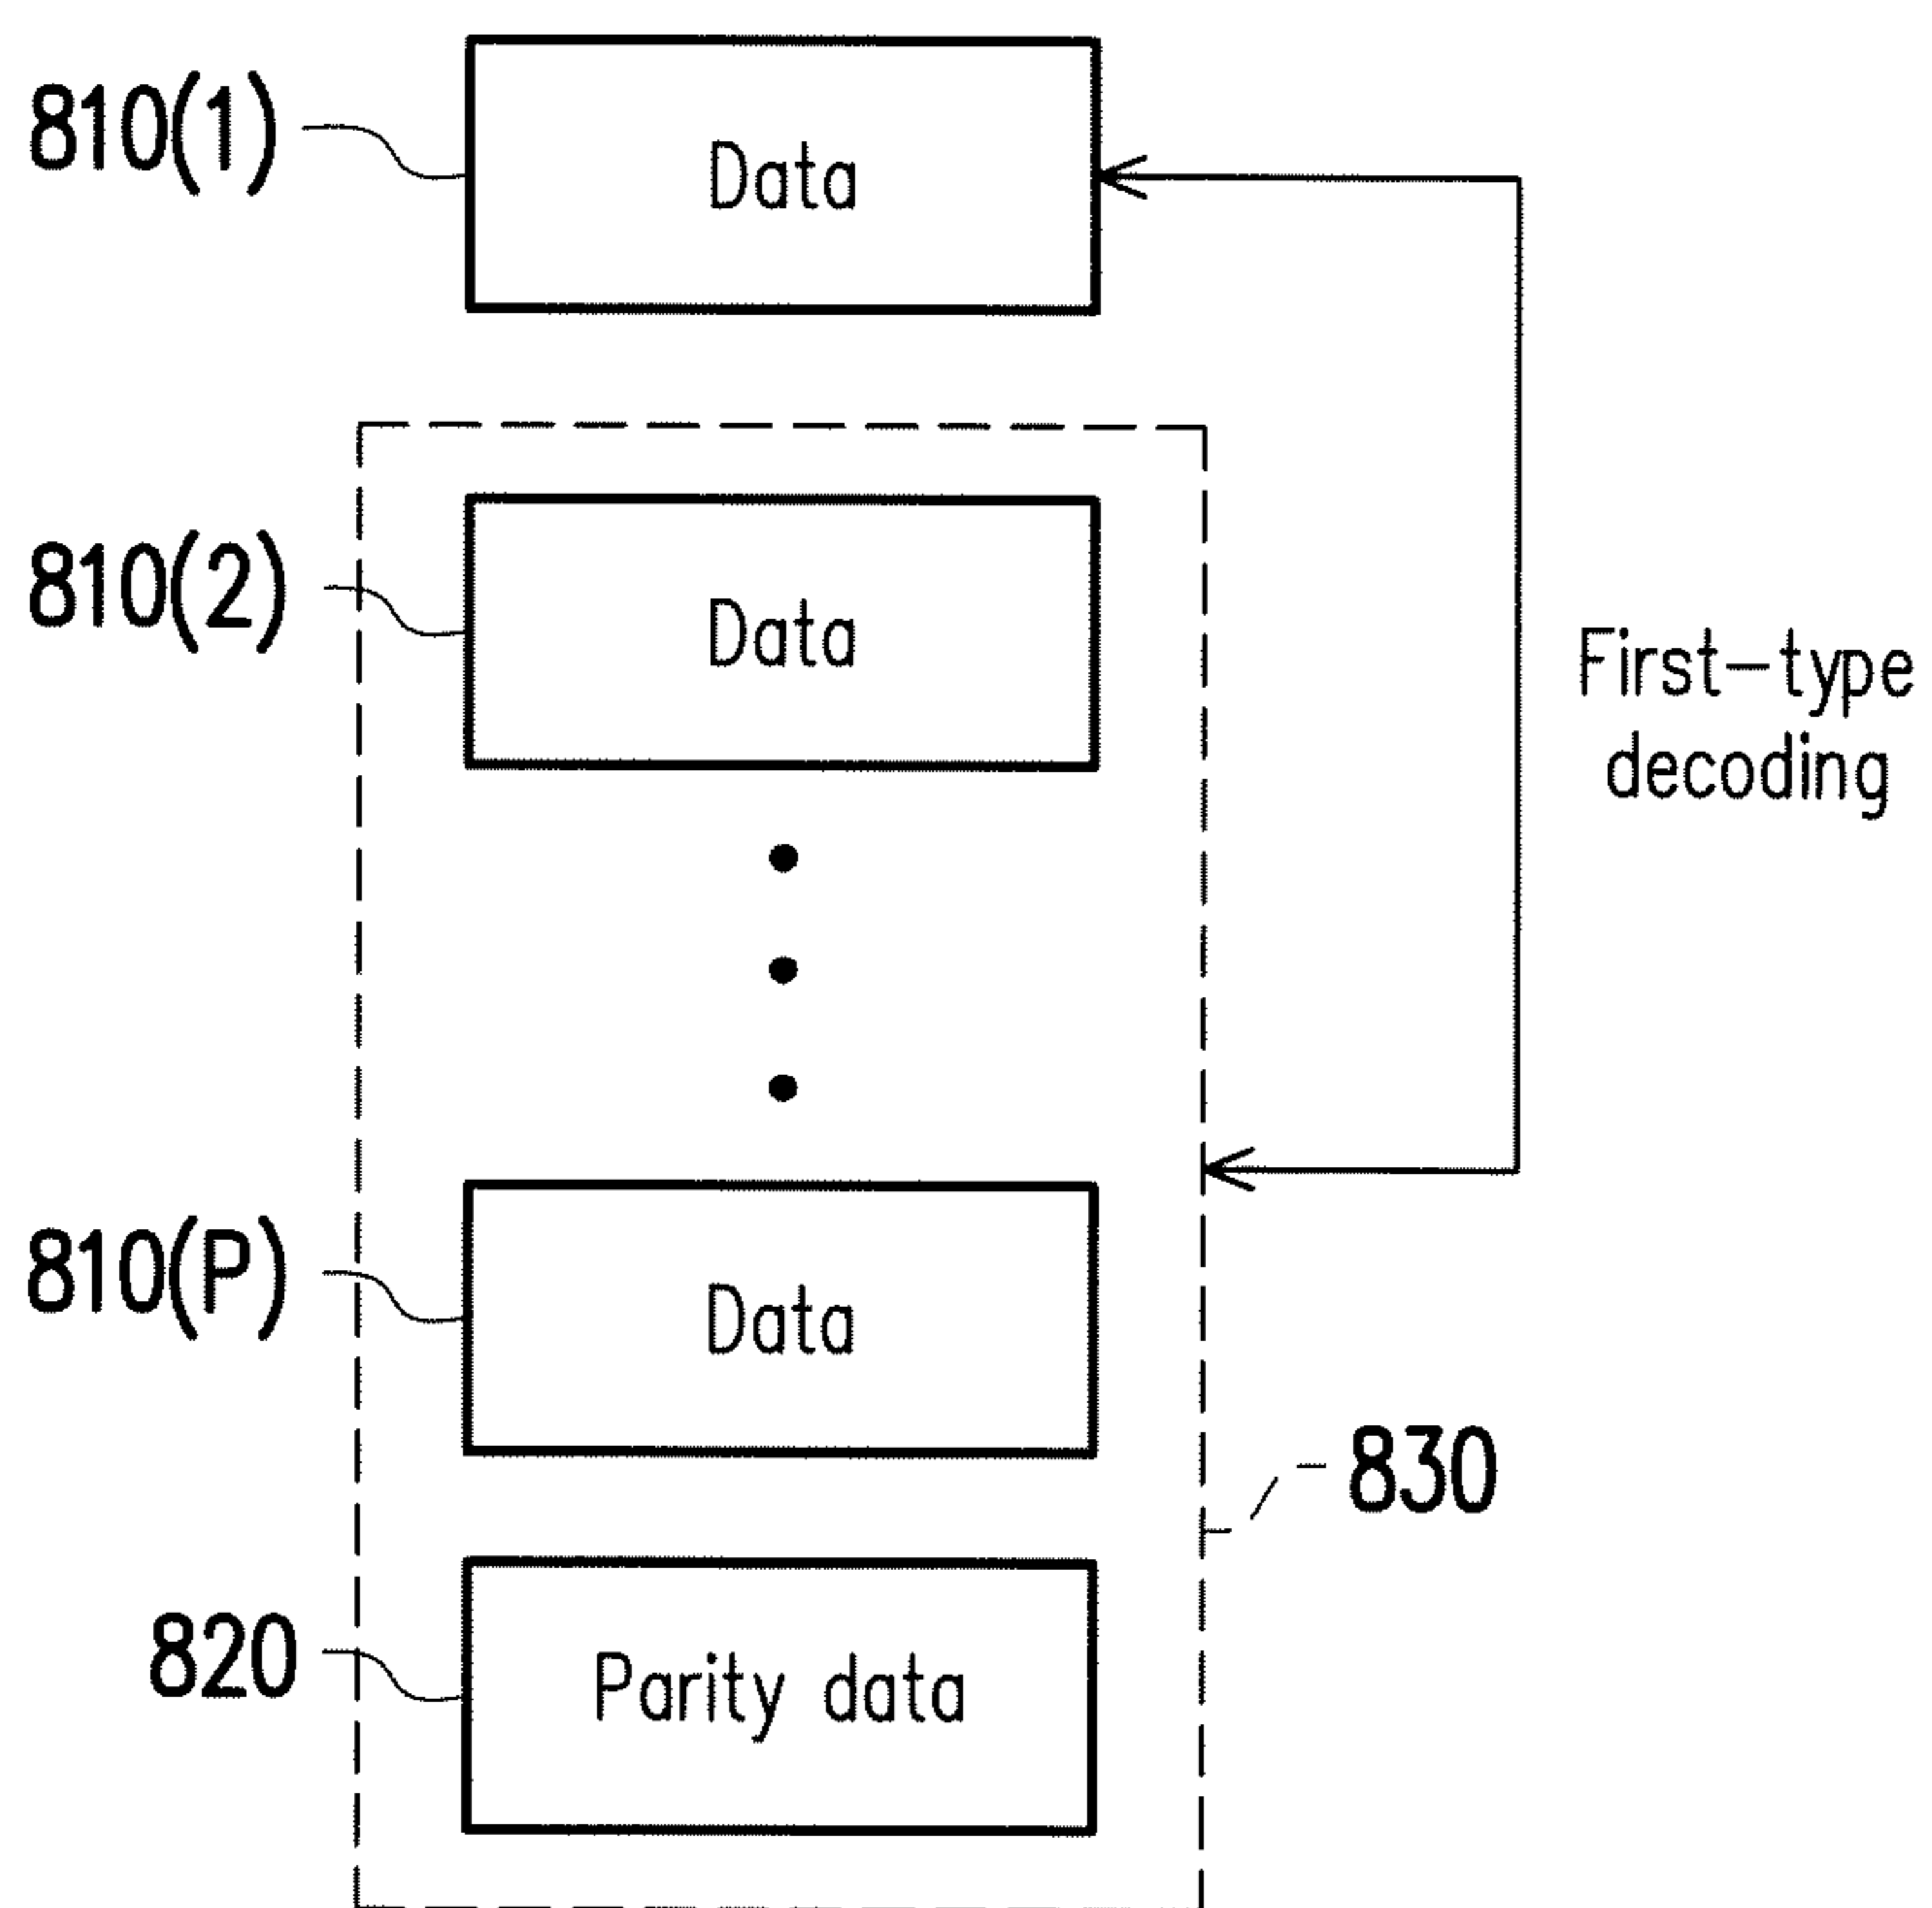 810(1)
Data
810(2)
Data
First-type
decoding
810(P)
Data
830
820
Parity data